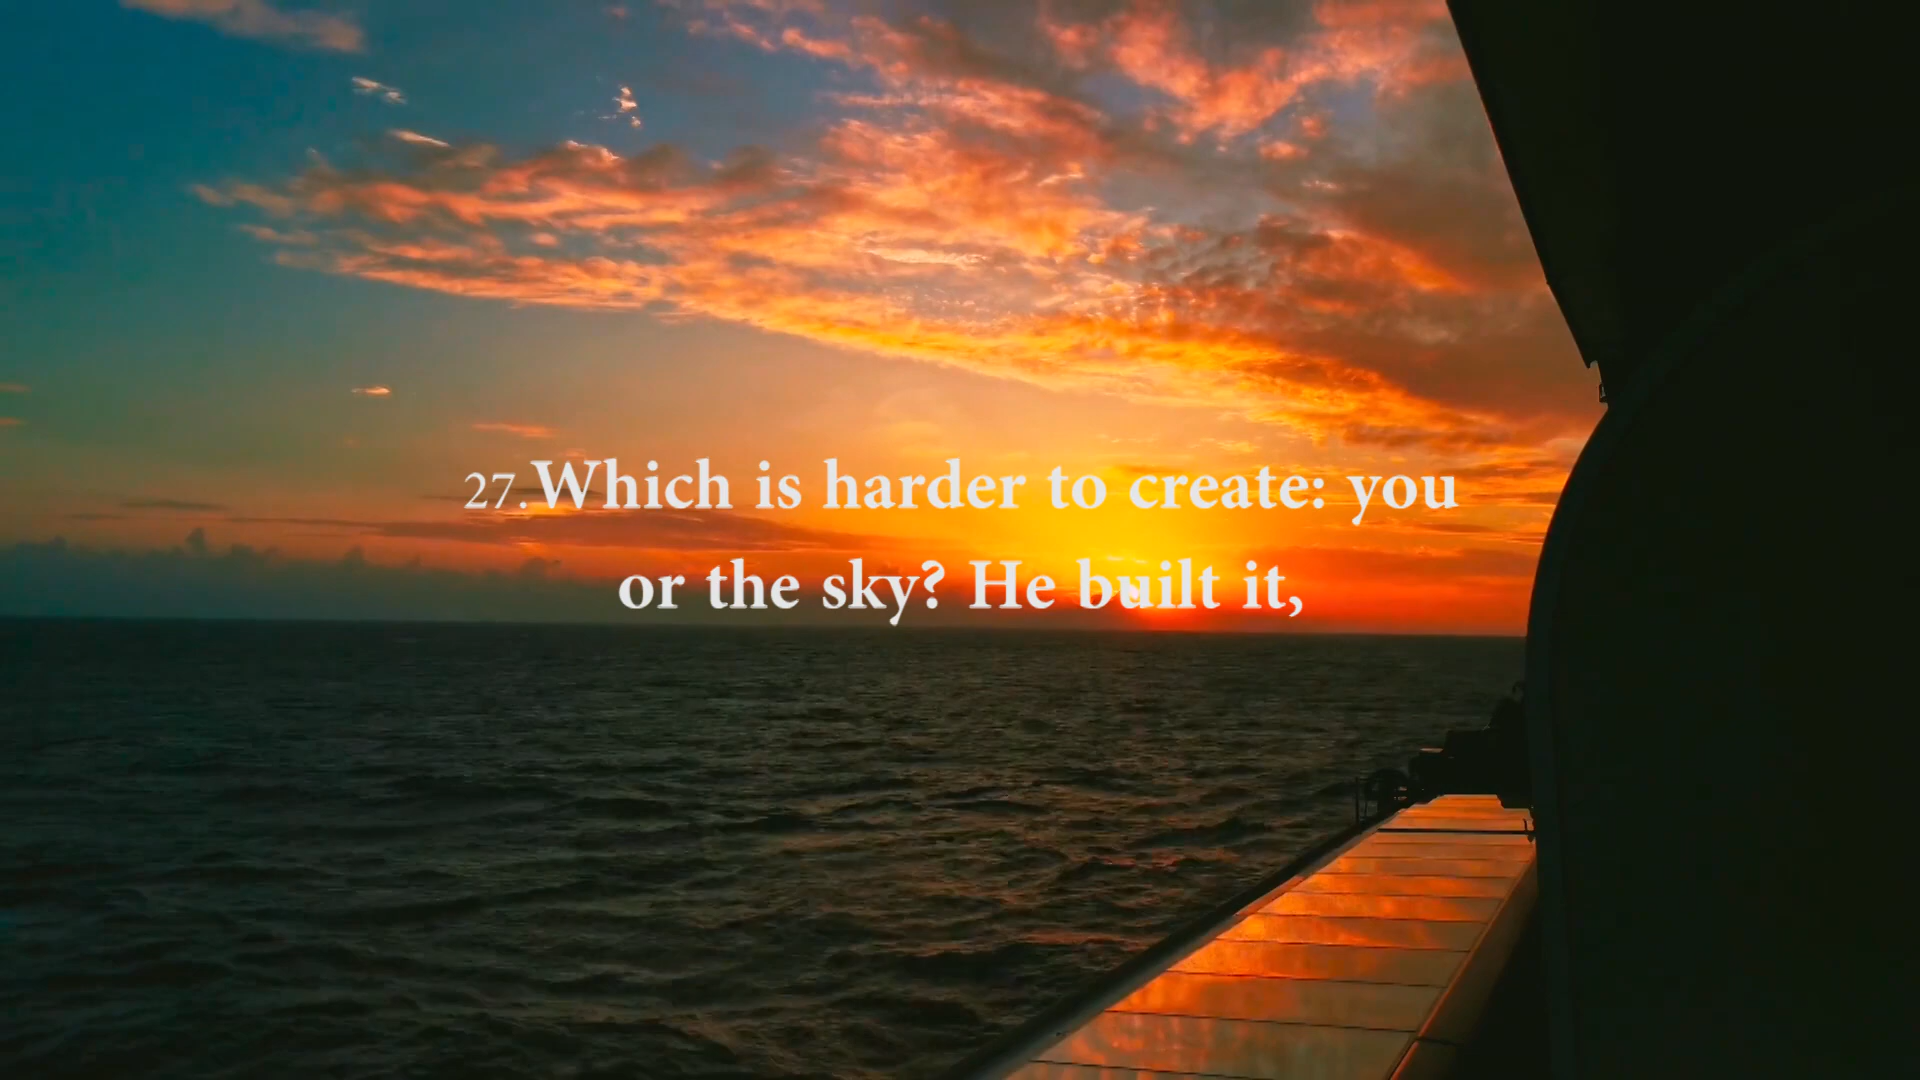 27.Which is harder to create: you
or the sky? He built it,